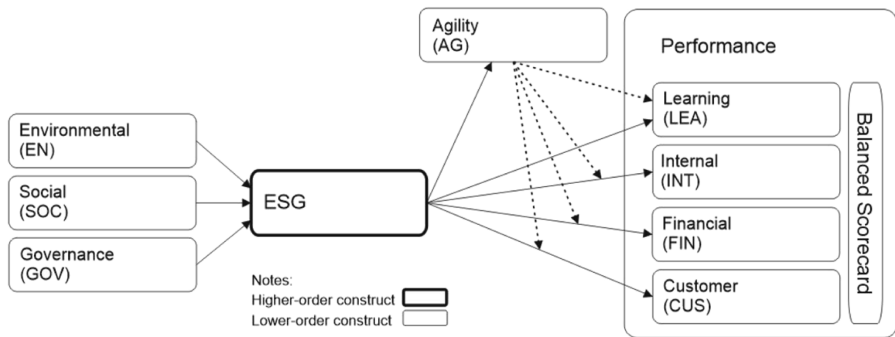 Agility
(AG)
Performance
Learning
(LEA)
Environmental
(EN)
Internal
(INT)
Social
(SOC)
ESG
Financial
(FIN)
Governance
(GOV)
Customer
(CUS)
Balanced Scorecard
Notes:
Higher-order construct
Lower-order construct